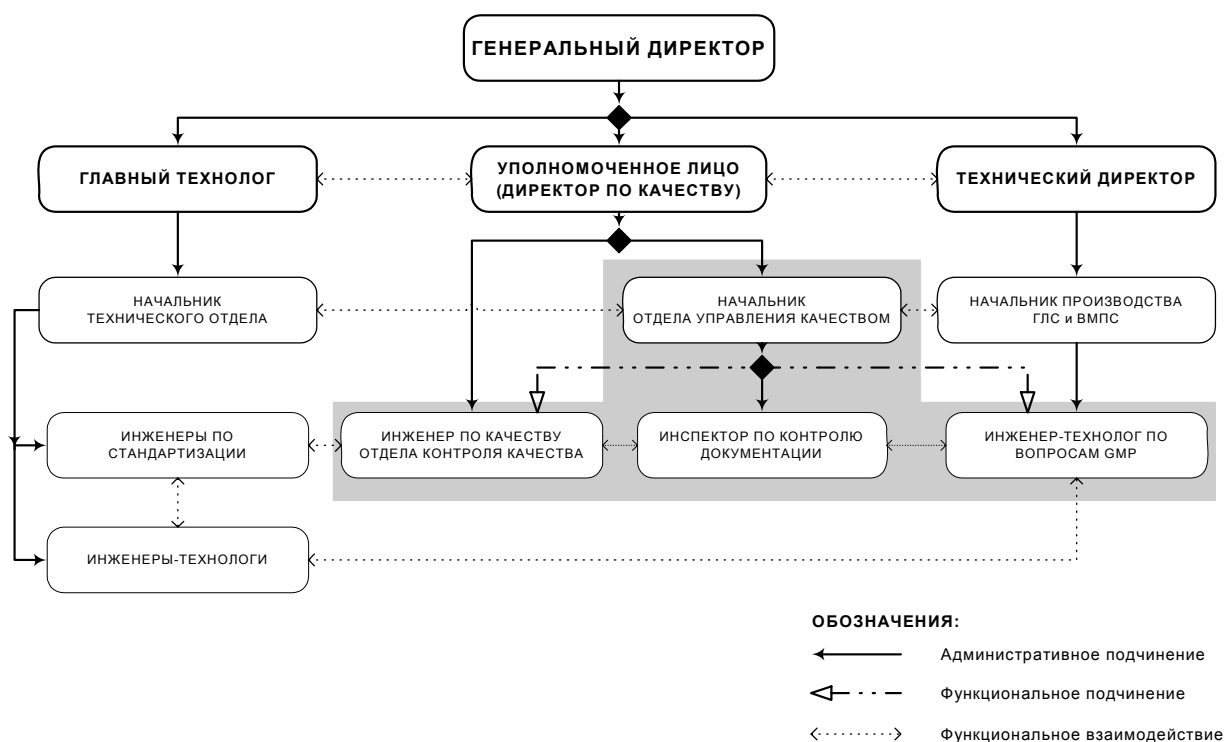 ГЕНЕРАЛЬНЫЙ ДИРЕКТОР
ГЛАВНЫЙ ТЕХНОЛОГ
УПОЛНОМОЧЕННОЕ ЛИЦО
(ДИРЕКТОР ПО КАЧЕСТВУ)
ТЕХНИЧЕСКИЙ ДИРЕКТОР
НАЧАЛЬНИК
ТЕХНИЧЕСКОГО ОТДЕЛА
НАЧАЛЬНИК
ОТДЕЛА УПРАВЛЕНИЯ КАЧЕСТВОМ
НАЧАЛЬНИК ПРОИЗВОДСТВА
ГЛС и ВМПС
ИНЖЕНЕРЫ ПО
СТАНДАРТИЗАЦИИ
ИНЖЕНЕР ПО КАЧЕСТВУ
ОТДЕЛА КОНТРОЛЯ КАЧЕСТВА
ИНСПЕКТОР ПО КОНТРОЛЮ
ДОКУМЕНТАЦИИ
ИНЖЕНЕР-ТЕХНОЛОГ ПО
ВОПРОСАМ GMP
ИНЖЕНЕРЫ-ТЕХНОЛОГИ
ОБОЗНАЧЕНИЯ:
Административное подчинение
Функциональное подчинение
Функциональное взаимодействие